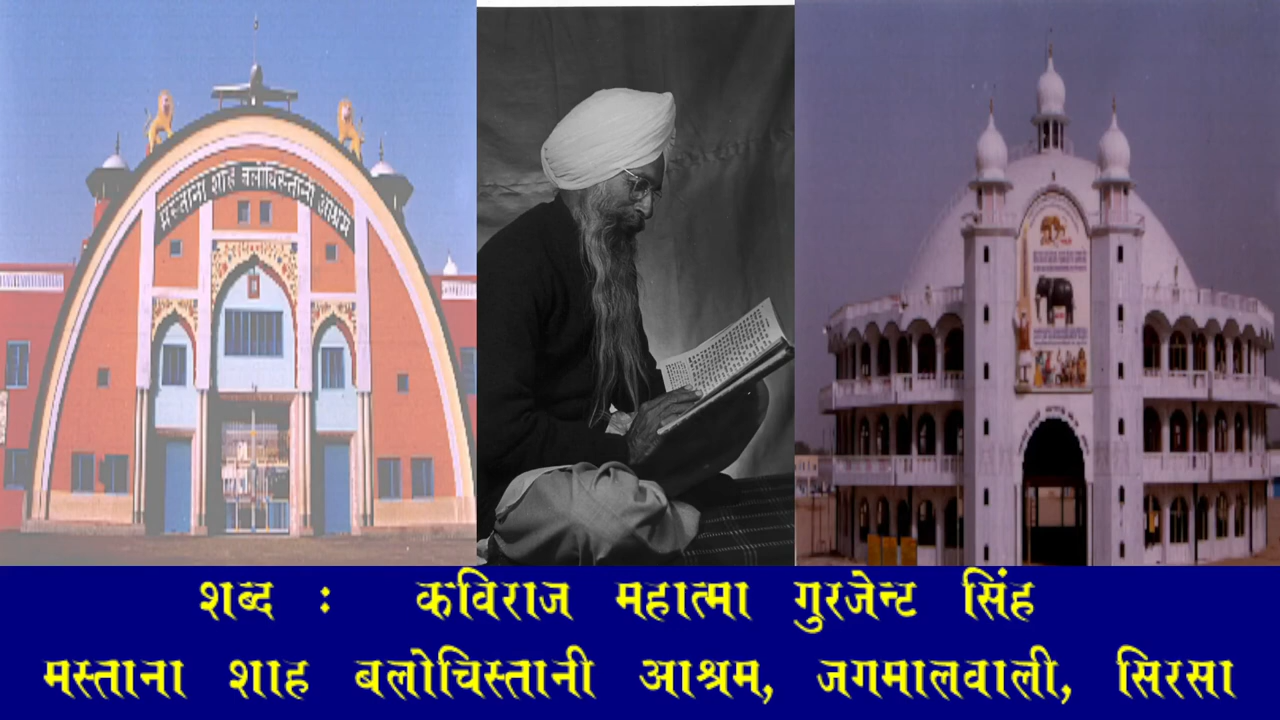 मस्ताना शाह बलोचिस्तानी आश्रम
शब्द : कविराज महात्मा गुरजेन्ट सिंह
मस्ताना शाह बलोचिस्तानी आश्रम, जगमालवाली, सिरसा